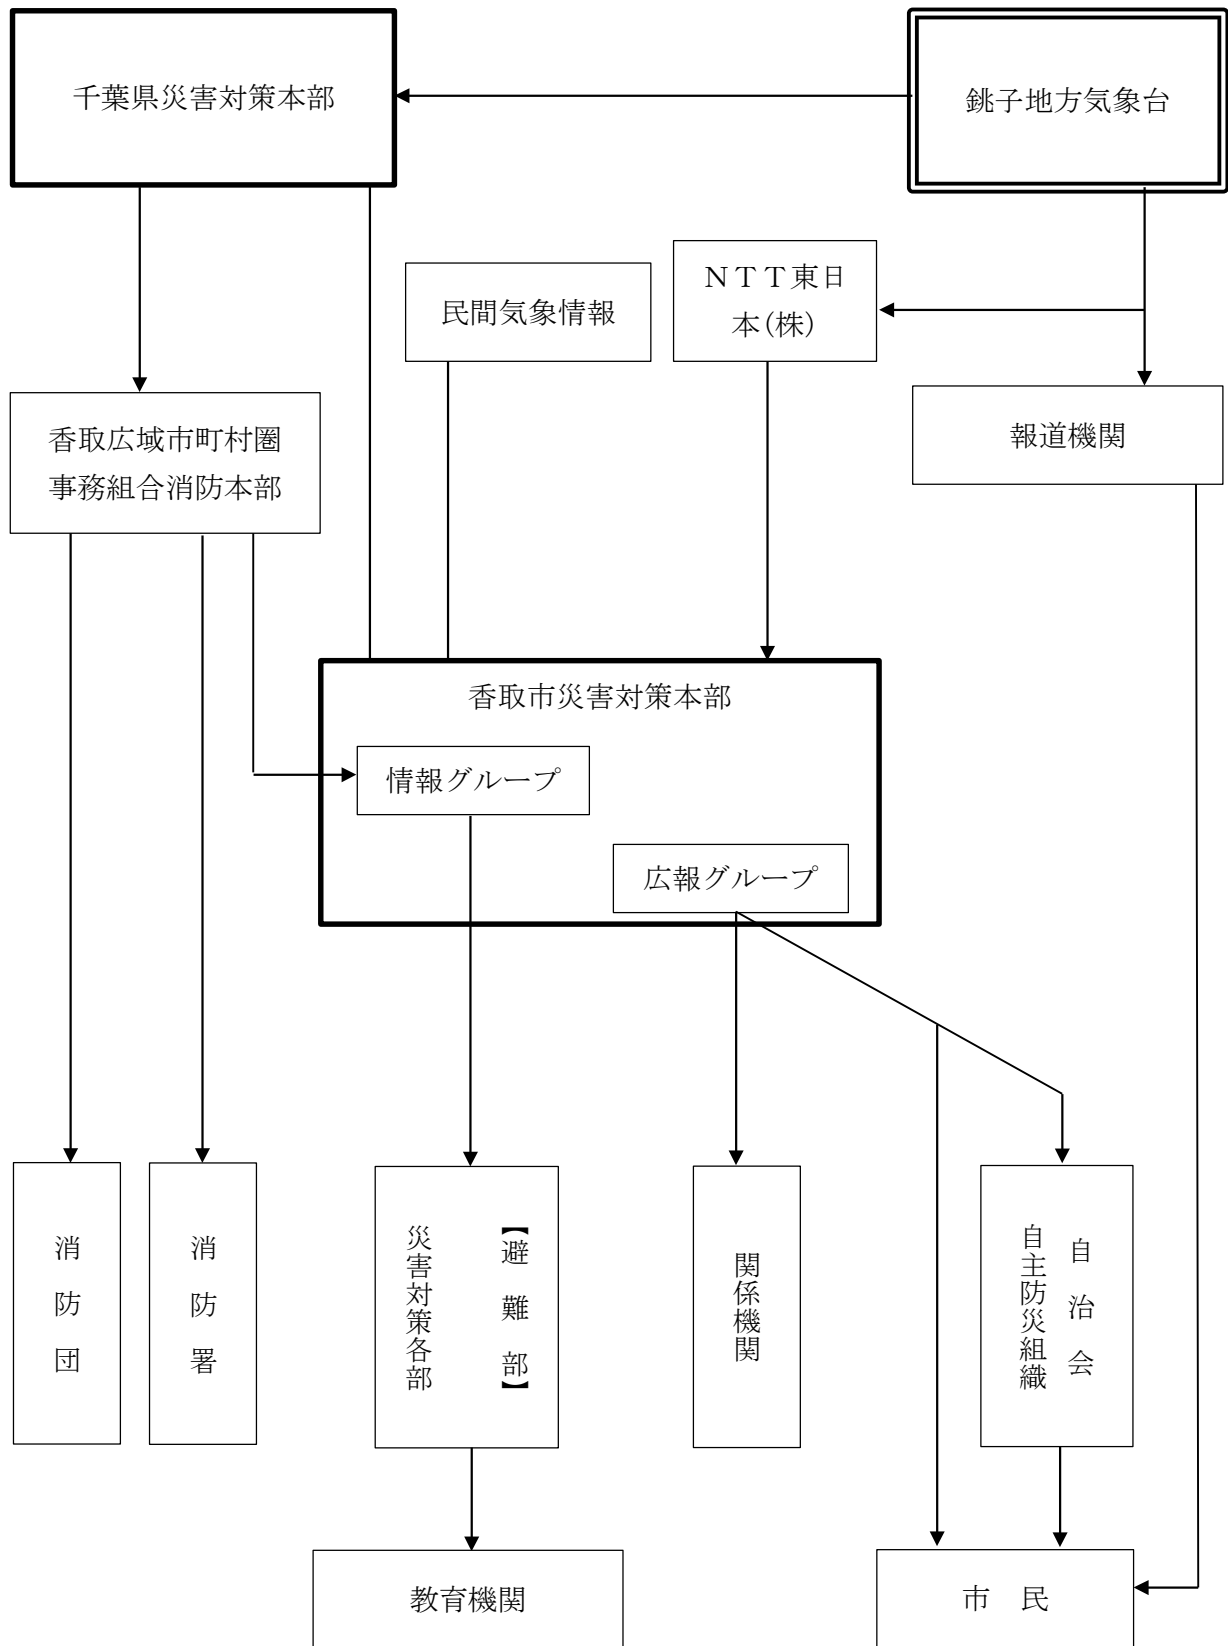 千葉県災害対策本部
銚子地方気象台
民間気象情報
ＮＴＴ東日
本(株)
香取広域市町村圏
事務組合消防本部
報道機関
香取市災害対策本部
情報グループ
広報グループ
消防団
消防署
【避難部】
災害対策各部
関係機関
自治会
自主防災組織
教育機関
市　民